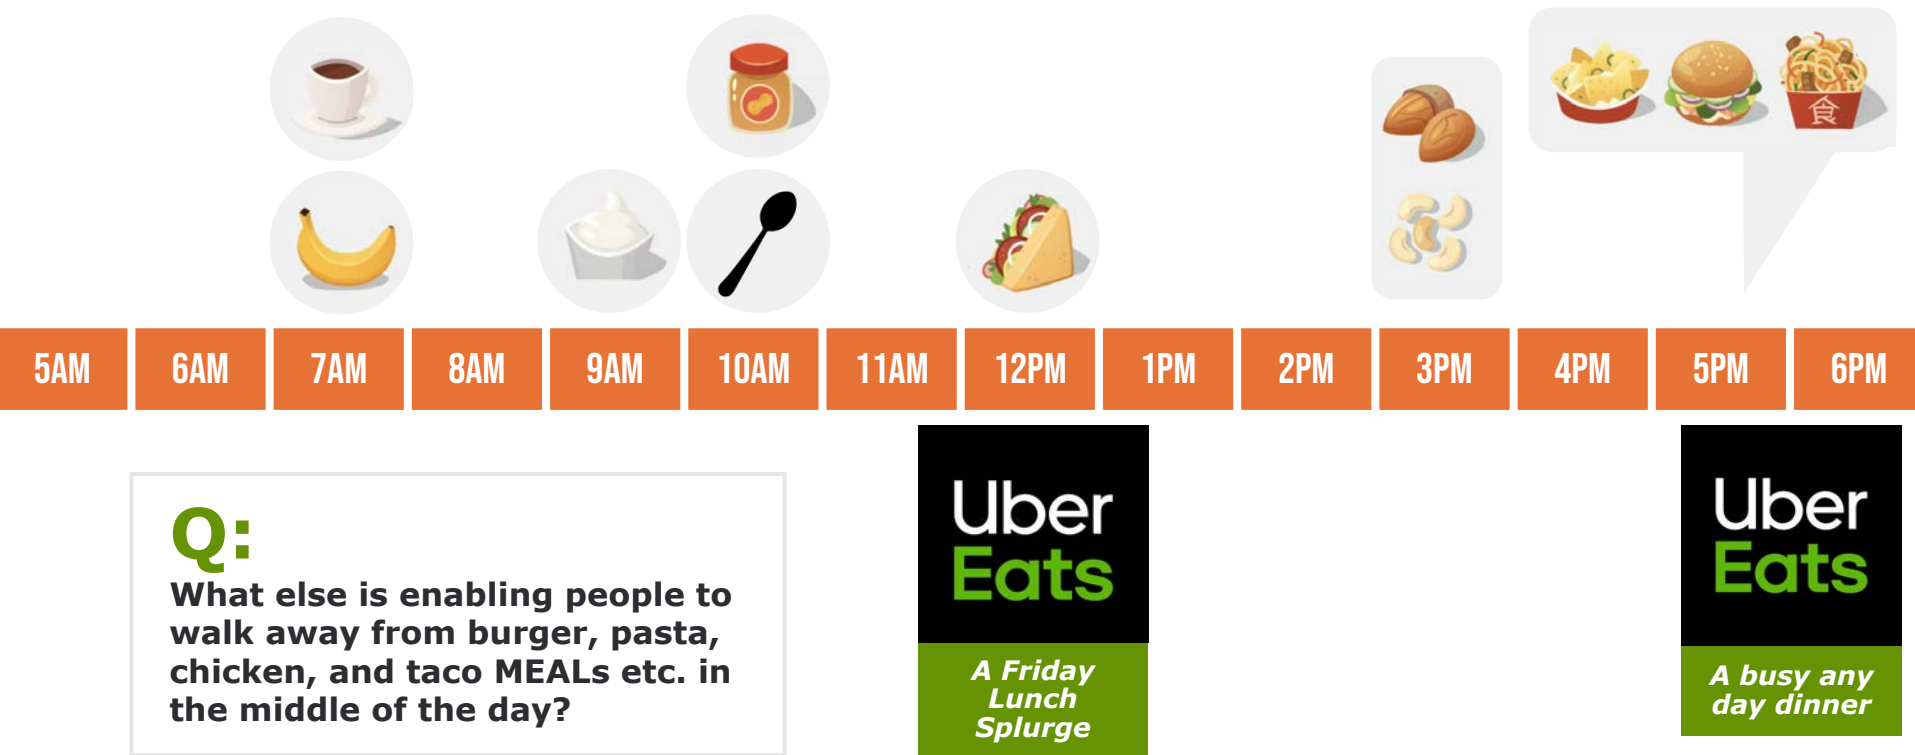 食
5AM
6AM
7AM
8AM
9AM
10AM
11AM
12PM
1PM
2PM
3PM
4PM
5PM
6PM
Q:
What else is enabling people to
walk away from burger, pasta,
chicken, and taco MEALs etc. in
the middle of the day?
Uber
Eats
A Friday
Lunch
Splurge
Uber
Eats
A busy any
day dinner